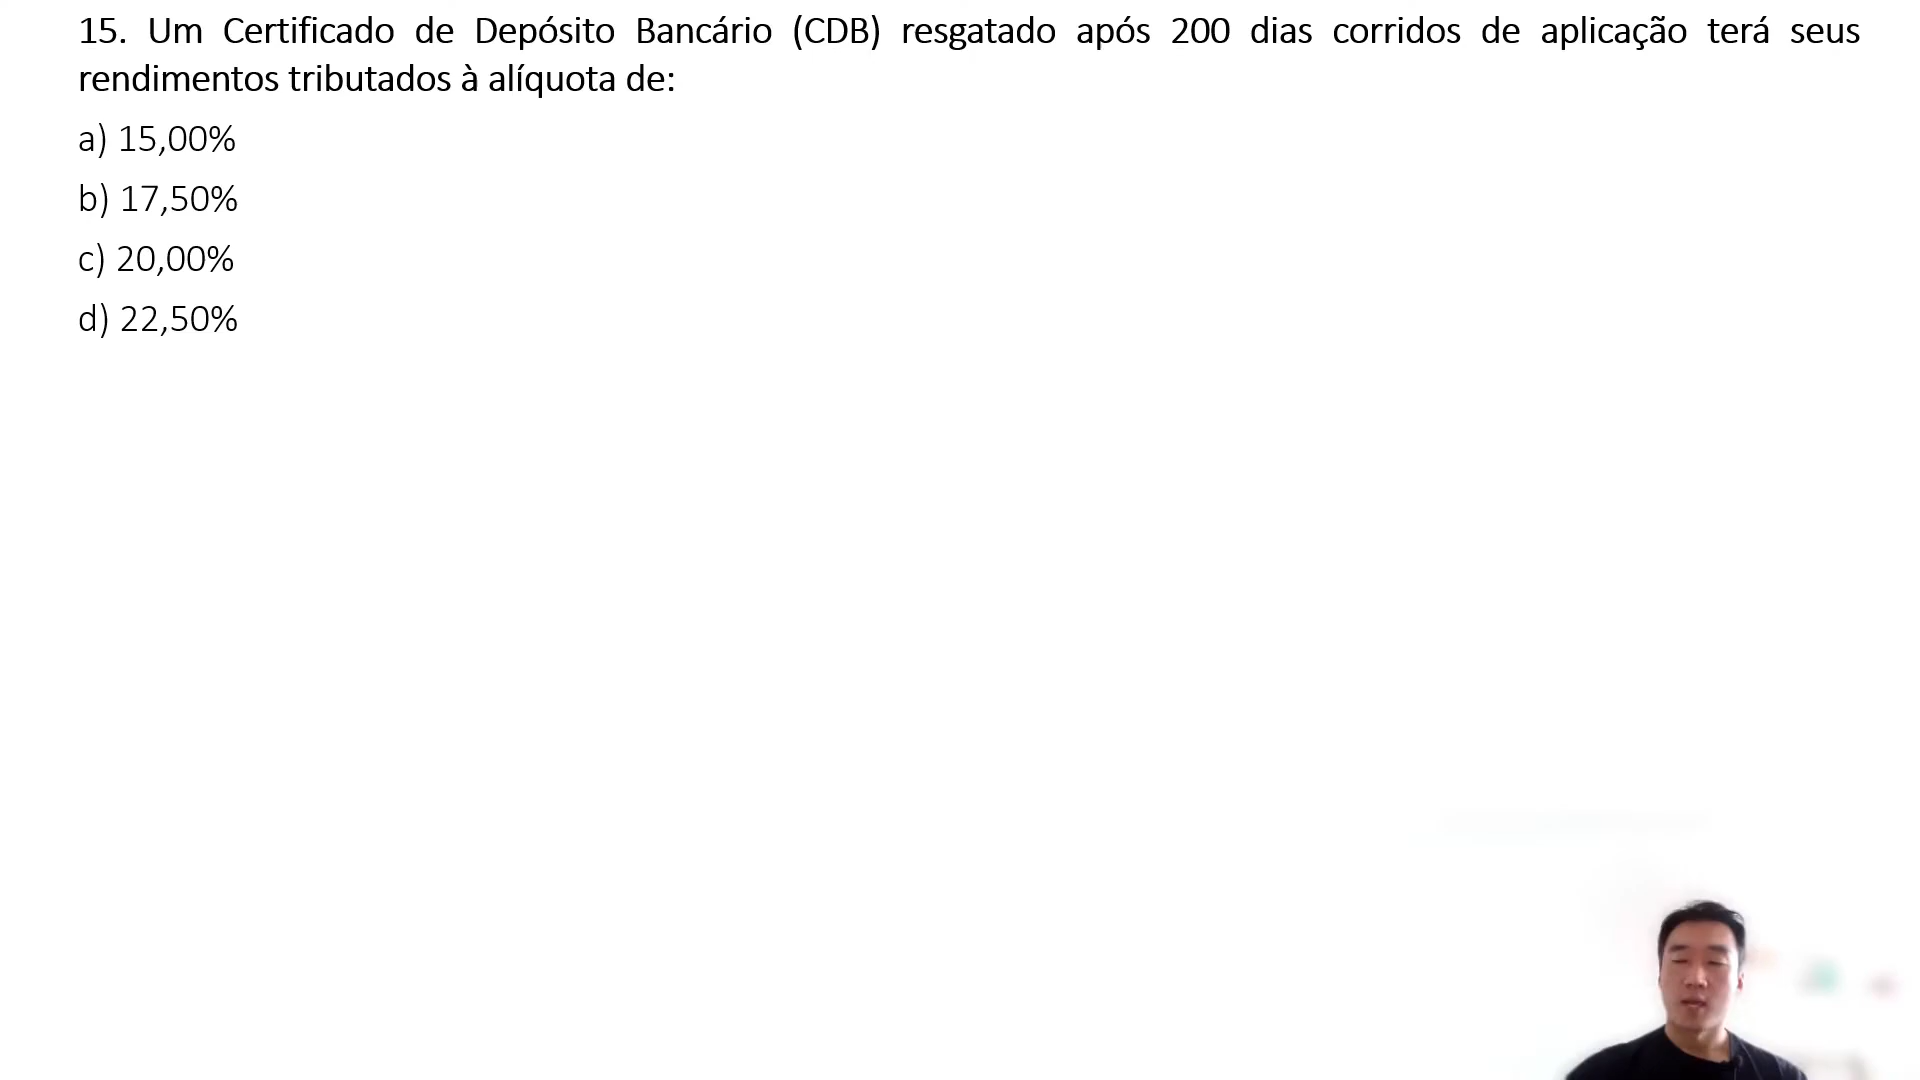 15. Um Certificado de Depósito Bancário (CDB) resgatado após 200 dias corridos de aplicação terá seus
rendimentos tributados à alíquota de:
a) 15,00%
b) 17,50%
c) 20,00%
d) 22,50%